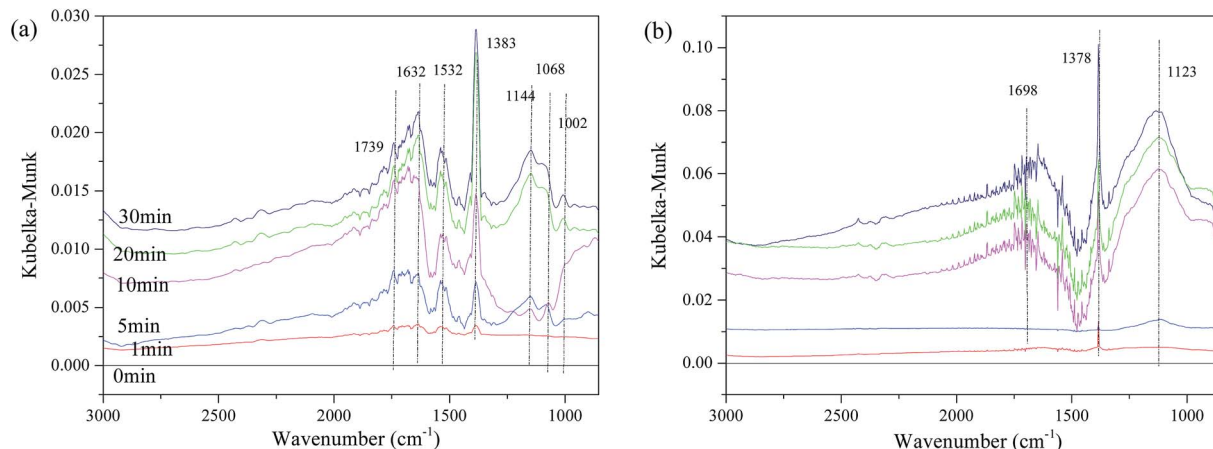 (a)
Kubelka-Munk
0.030
0.025
0.020
0.015
0.010
0.005
0.000
1739
1632
1532
1383
1144
1068
1002
30min
20min
10min
5min
1min
0min
3000
2500
2000
1500
1000
Wavenumber (cm-1)
(b)
Kubelka-Munk
0.10
0.08
0.06
0.04
0.02
0.00
1698
1378
1123
3000
2500
2000
1500
1000
Wavenumber (cm-1)